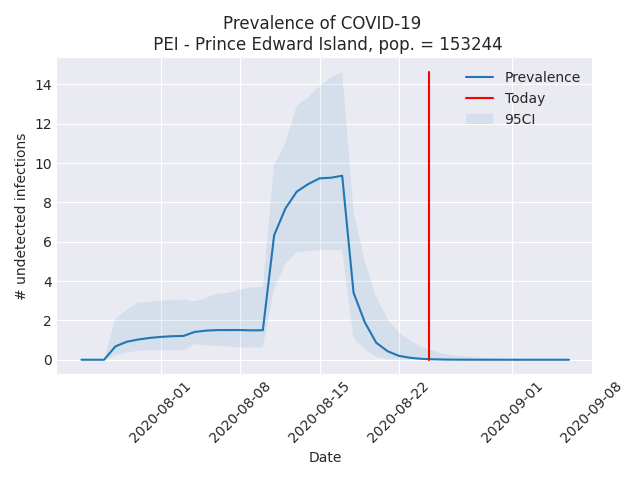 Prevalence of COVID-19
PEI - Prince Edward Island, pop. = 153244
# undetected infections
14
12
10
8
6
4
2
0
Prevalence
Today
95CI
2020-08-01
2020-08-08
2020-08-15
2020-08-22
2020-09-01
2020-09-08
Date